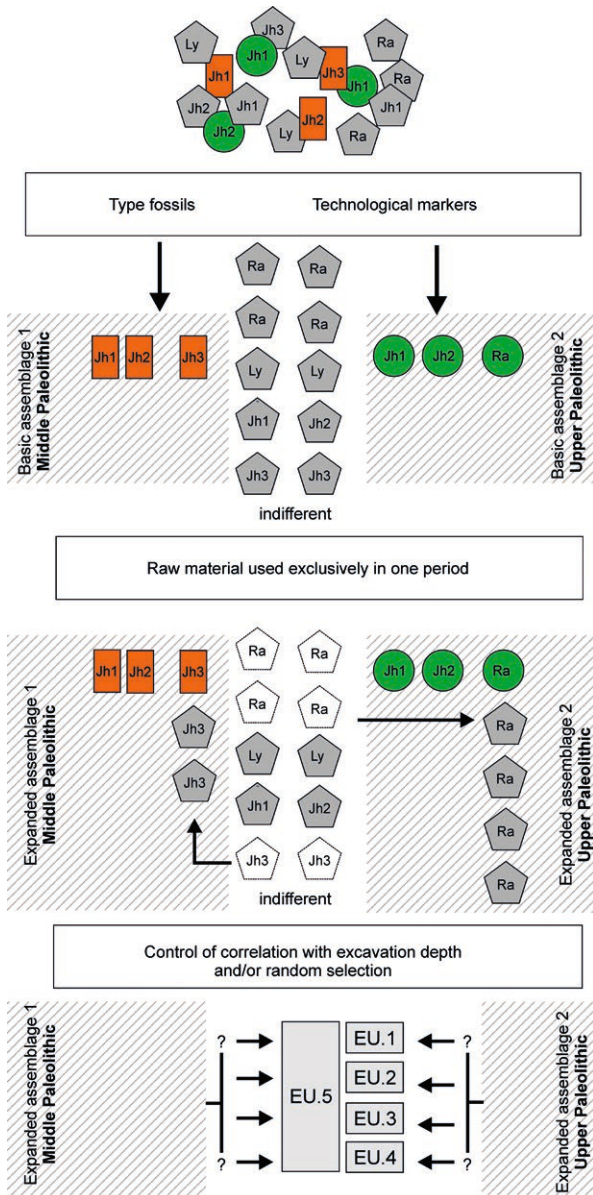 Jh3
Ly
Jh1
Ly
Ra
Jh1
Jh3
Jh1
Ra
Jh2
Jh1
Jh1
Jh2
Ly
Jh2
Ra
Type fossils Technological markers
Ra Ra
Basic assemblage 1
Middle Paleolithic
Jh1 Jh2 Jh3
Ra Ra
Ly Ly
Jh1 Jh2
Jh3 Jh3
indifferent
Jh1 Jh2 Ra
Basic assemblage 2
Upper Paleolithic
Raw material used exclusively in one period
Expanded assemblage 1
Middle Paleolithic
Jh1 Jh2 Jh3
Jh3
Jh3
Ra Ra
Ra Ra
Ly Ly
Jh1 Jh2
Jh3 Jh3
indifferent
Jh1 Jh2 Ra
Ra
Ra
Ra
Ra
Expanded assemblage 2
Upper Paleolithic
Control of correlation with excavation depth
and/or random selection
Expanded assemblage 1
Middle Paleolithic
?
?
EU.5
EU.1
EU.2
EU.3
EU.4
?
?
Expanded assemblage 2
Upper Paleolithic